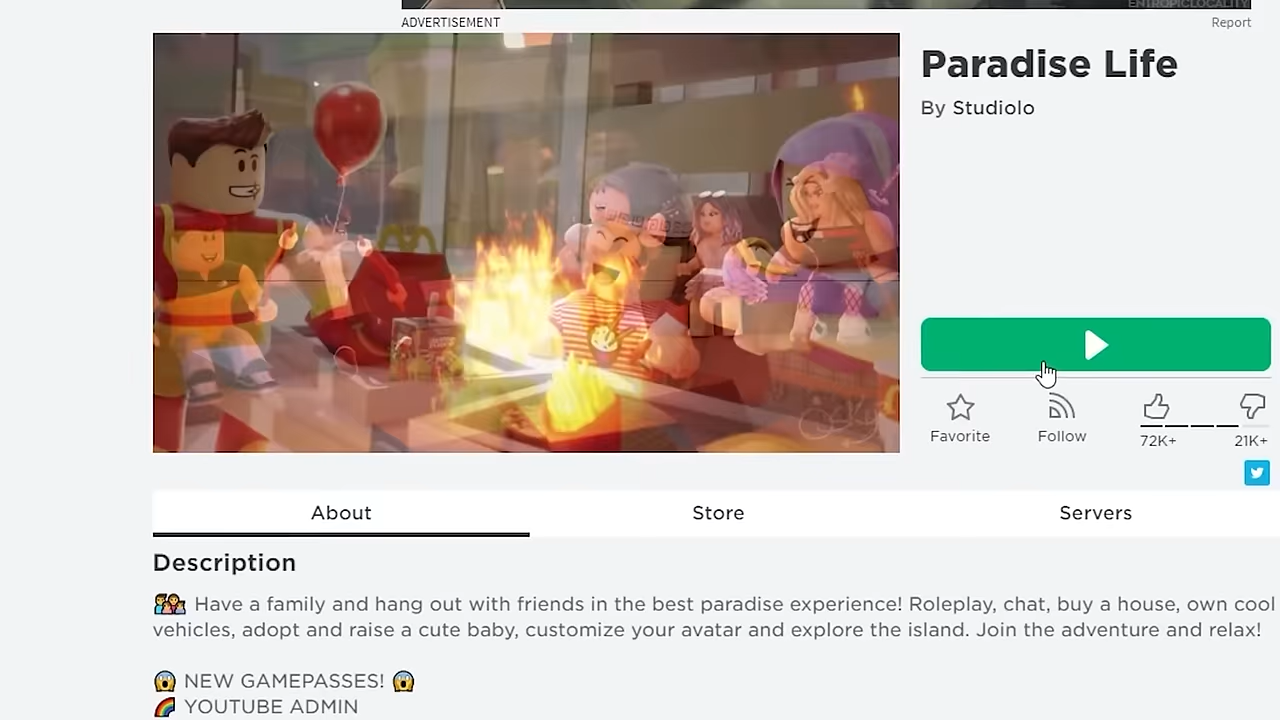 ENTROPICLOCALITY
ADVERTISEMENT
Report
Paradise Life
By Studiolo
Favorite
Follow
72K+
21K+
About
Store
Servers
Description
👨‍👩‍👧 Have a family and hang out with friends in the best paradise experience! Roleplay, chat, buy a house, own cool
vehicles, adopt and raise a cute baby, customize your avatar and explore the island. Join the adventure and relax!
😱 NEW GAMEPASSES! 😱
🌈 YOUTUBE ADMIN